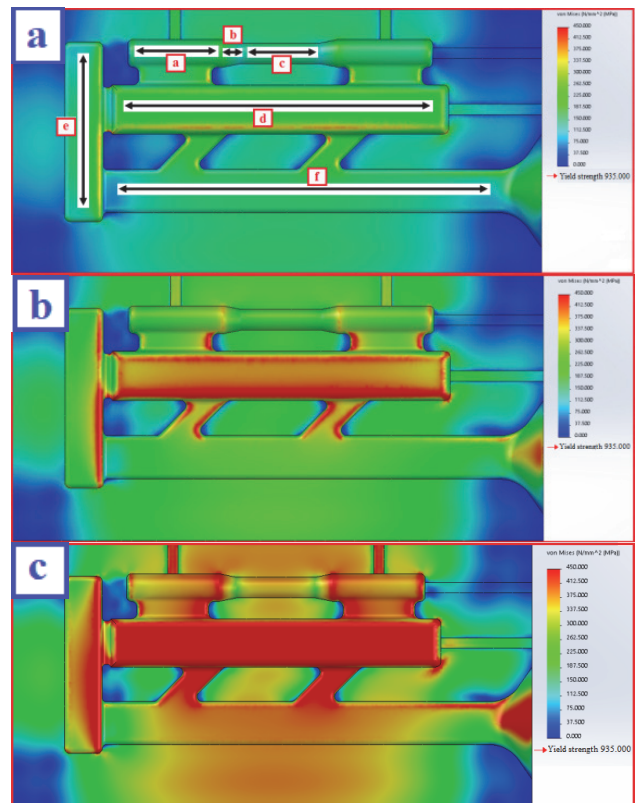 a
a
b
c
d
e
f
von Mises (N/mm^2 (MPa))
450.000
412.500
375.000
337.500
300.000
262.500
225.000
187.500
150.000
112.500
75.000
37.500
0.000
Yield strength 935.000
b
von Mises (N/mm^2 (MPa))
450.000
412.500
375.000
337.500
300.000
262.500
225.000
187.500
150.000
112.500
75.000
37.500
0.000
Yield strength 935.000
c
von Mises (N/mm^2 (MPa))
450.000
412.500
375.000
337.500
300.000
262.500
225.000
187.500
150.000
112.500
75.000
37.500
0.000
Yield strength 935.000